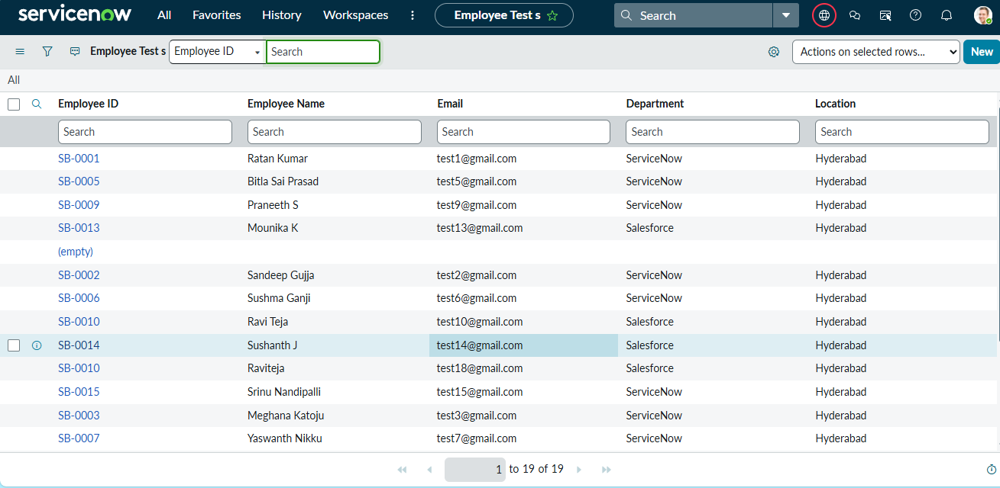 servicenow All Favorites History Workspaces Employee Test s Search
Employee Test s Employee ID Search Actions on selected rows... New
All
Employee ID Employee Name Email Department Location
Search Search Search Search Search
SB-0001 Ratan Kumar test1@gmail.com ServiceNow Hyderabad
SB-0005 Bitla Sai Prasad test5@gmail.com ServiceNow Hyderabad
SB-0009 Praneeth S test9@gmail.com ServiceNow Hyderabad
SB-0013 Mounika K test13@gmail.com Salesforce Hyderabad
(empty)
SB-0002 Sandeep Gujja test2@gmail.com ServiceNow Hyderabad
SB-0006 Sushma Ganji test6@gmail.com ServiceNow Hyderabad
SB-0010 Ravi Teja test10@gmail.com Salesforce Hyderabad
SB-0014 Sushanth J test14@gmail.com Salesforce Hyderabad
SB-0010 Raviteja test18@gmail.com Salesforce Hyderabad
SB-0015 Srinu Nandipalli test15@gmail.com ServiceNow Hyderabad
SB-0003 Meghana Katoju test3@gmail.com ServiceNow Hyderabad
SB-0007 Yaswanth Nikku test7@gmail.com ServiceNow Hyderabad
1 to 19 of 19